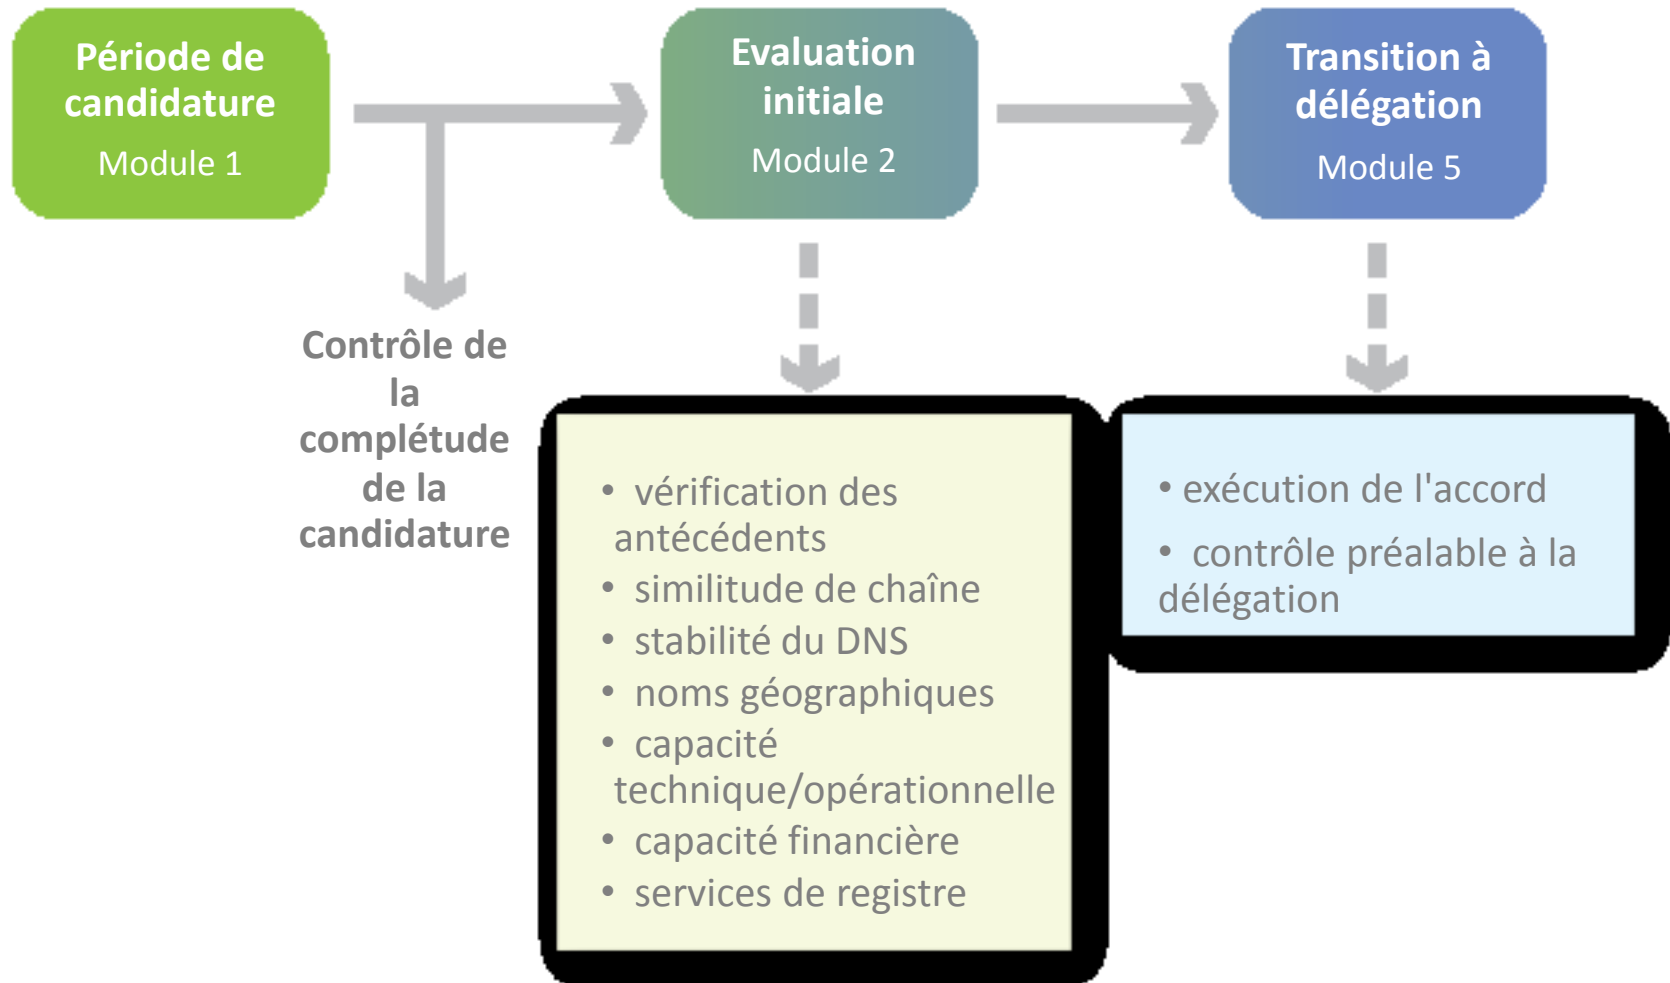 Période de
candidature
Module 1
Evaluation
initiale
Module 2
Transition à
délégation
Module 5
Contrôle de
la
complétude
de la
candidature
• vérification des
antécédents
• similitude de chaîne
• stabilité du DNS
• noms géographiques
• capacité
technique/opérationnelle
• capacité financière
• services de registre
• exécution de l'accord
• contrôle préalable à la
délégation